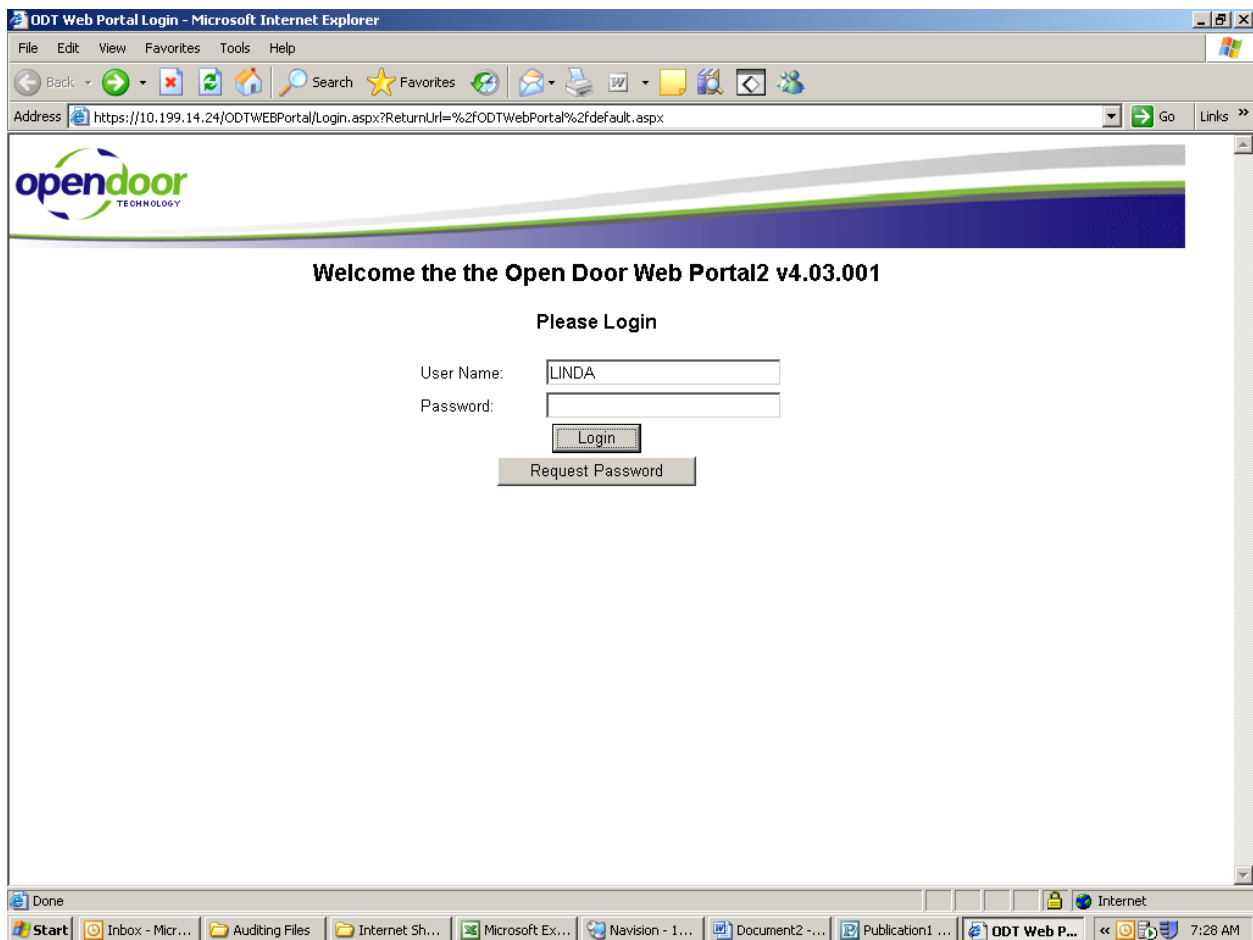 ODT Web Portal Login - Microsoft Internet Explorer
File Edit View Favorites Tools Help
Back Search Favorites
Address https://10.199.14.24/ODTWEBPortal/Login.aspx?ReturnUrl=%2fODTWebPortal%2fdefault.aspx Go Links »
opendoor
TECHNOLOGY
Welcome the the Open Door Web Portal2 v4.03.001
Please Login
User Name: LINDA
Password:
Login
Request Password
Done Internet
Start Inbox - Micr... Auditing Files Internet Sh... Microsoft Ex... Navision - 1... Document2 -... Publication1 ... ODT Web P... « 7:28 AM